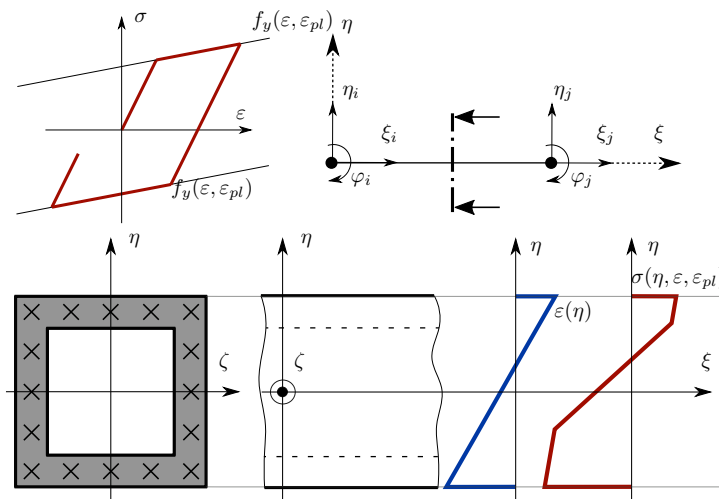 σ
f_y(ε, ε_pl)
η
η_i
η_j
ε
ξ_i
ξ_j
ξ
φ_i
φ_j
f_y(ε, ε_pl)
η
η
η
η
σ(η, ε, ε_pl
ε(η)
ζ
ζ
ξ